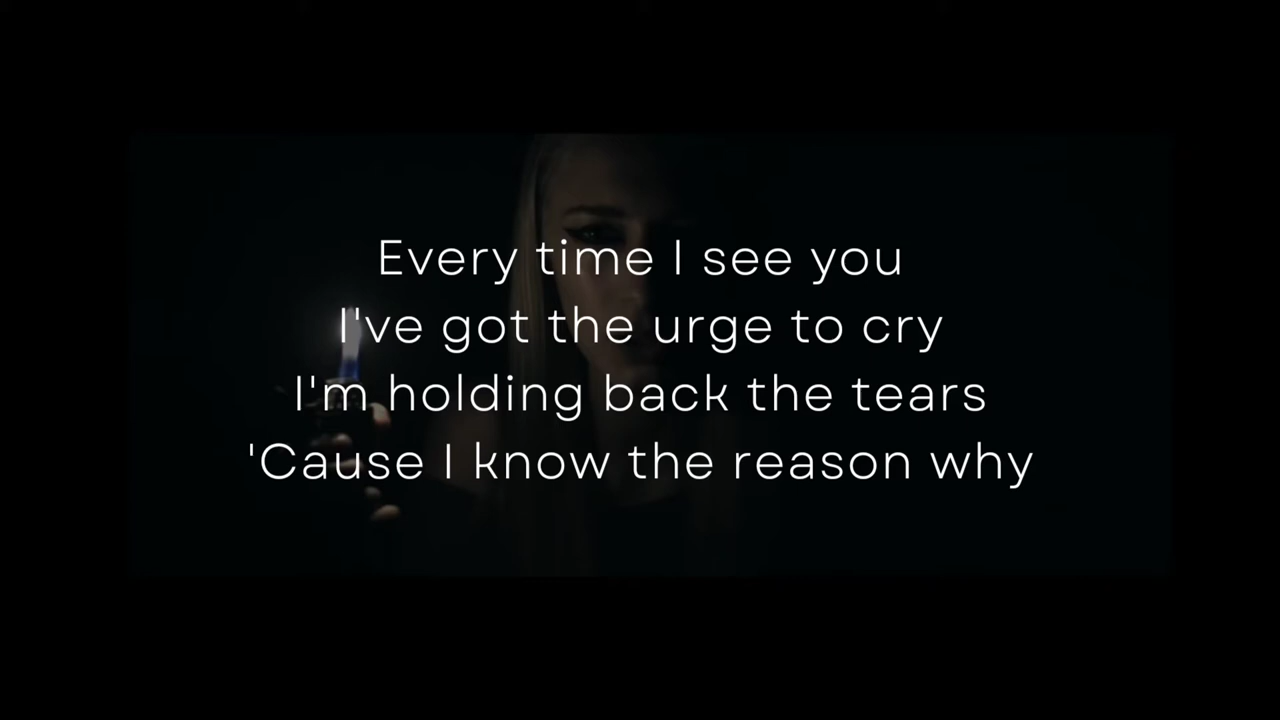 Every time I see you
I've got the urge to cry
I'm holding back the tears
'Cause I know the reason why